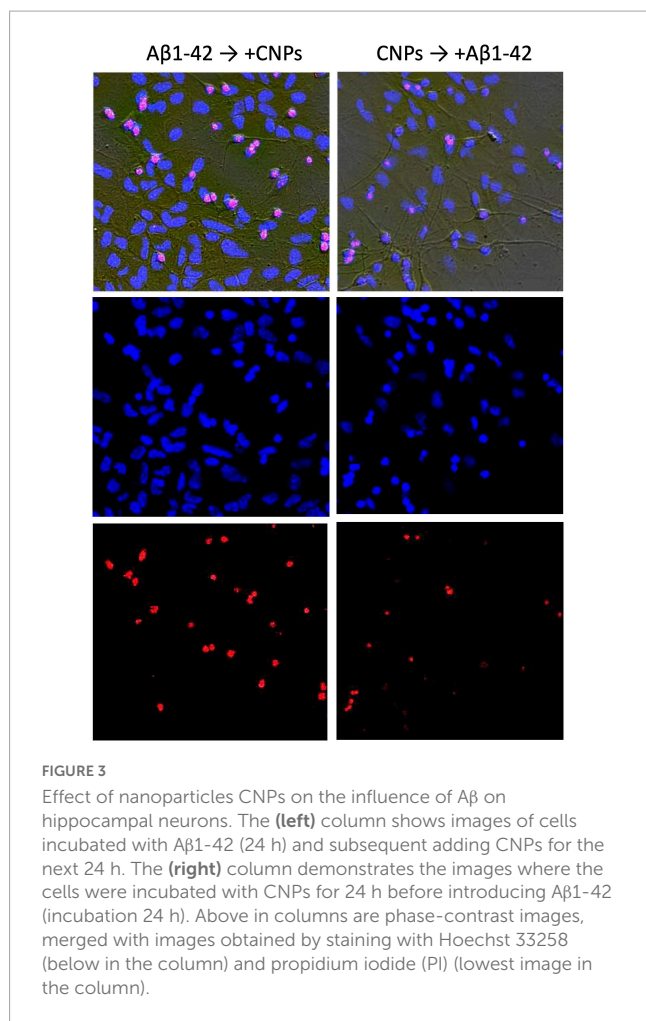 Aβ1-42 → +CNPs
CNPs → +Aβ1-42
FIGURE 3
Effect of nanoparticles CNPs on the influence of Aβ on
hippocampal neurons. The (left) column shows images of cells
incubated with Aβ1-42 (24 h) and subsequent adding CNPs for the
next 24 h. The (right) column demonstrates the images where the
cells were incubated with CNPs for 24 h before introducing Aβ1-42
(incubation 24 h). Above in columns are phase-contrast images,
merged with images obtained by staining with Hoechst 33258
(below in the column) and propidium iodide (PI) (lowest image in
the column).